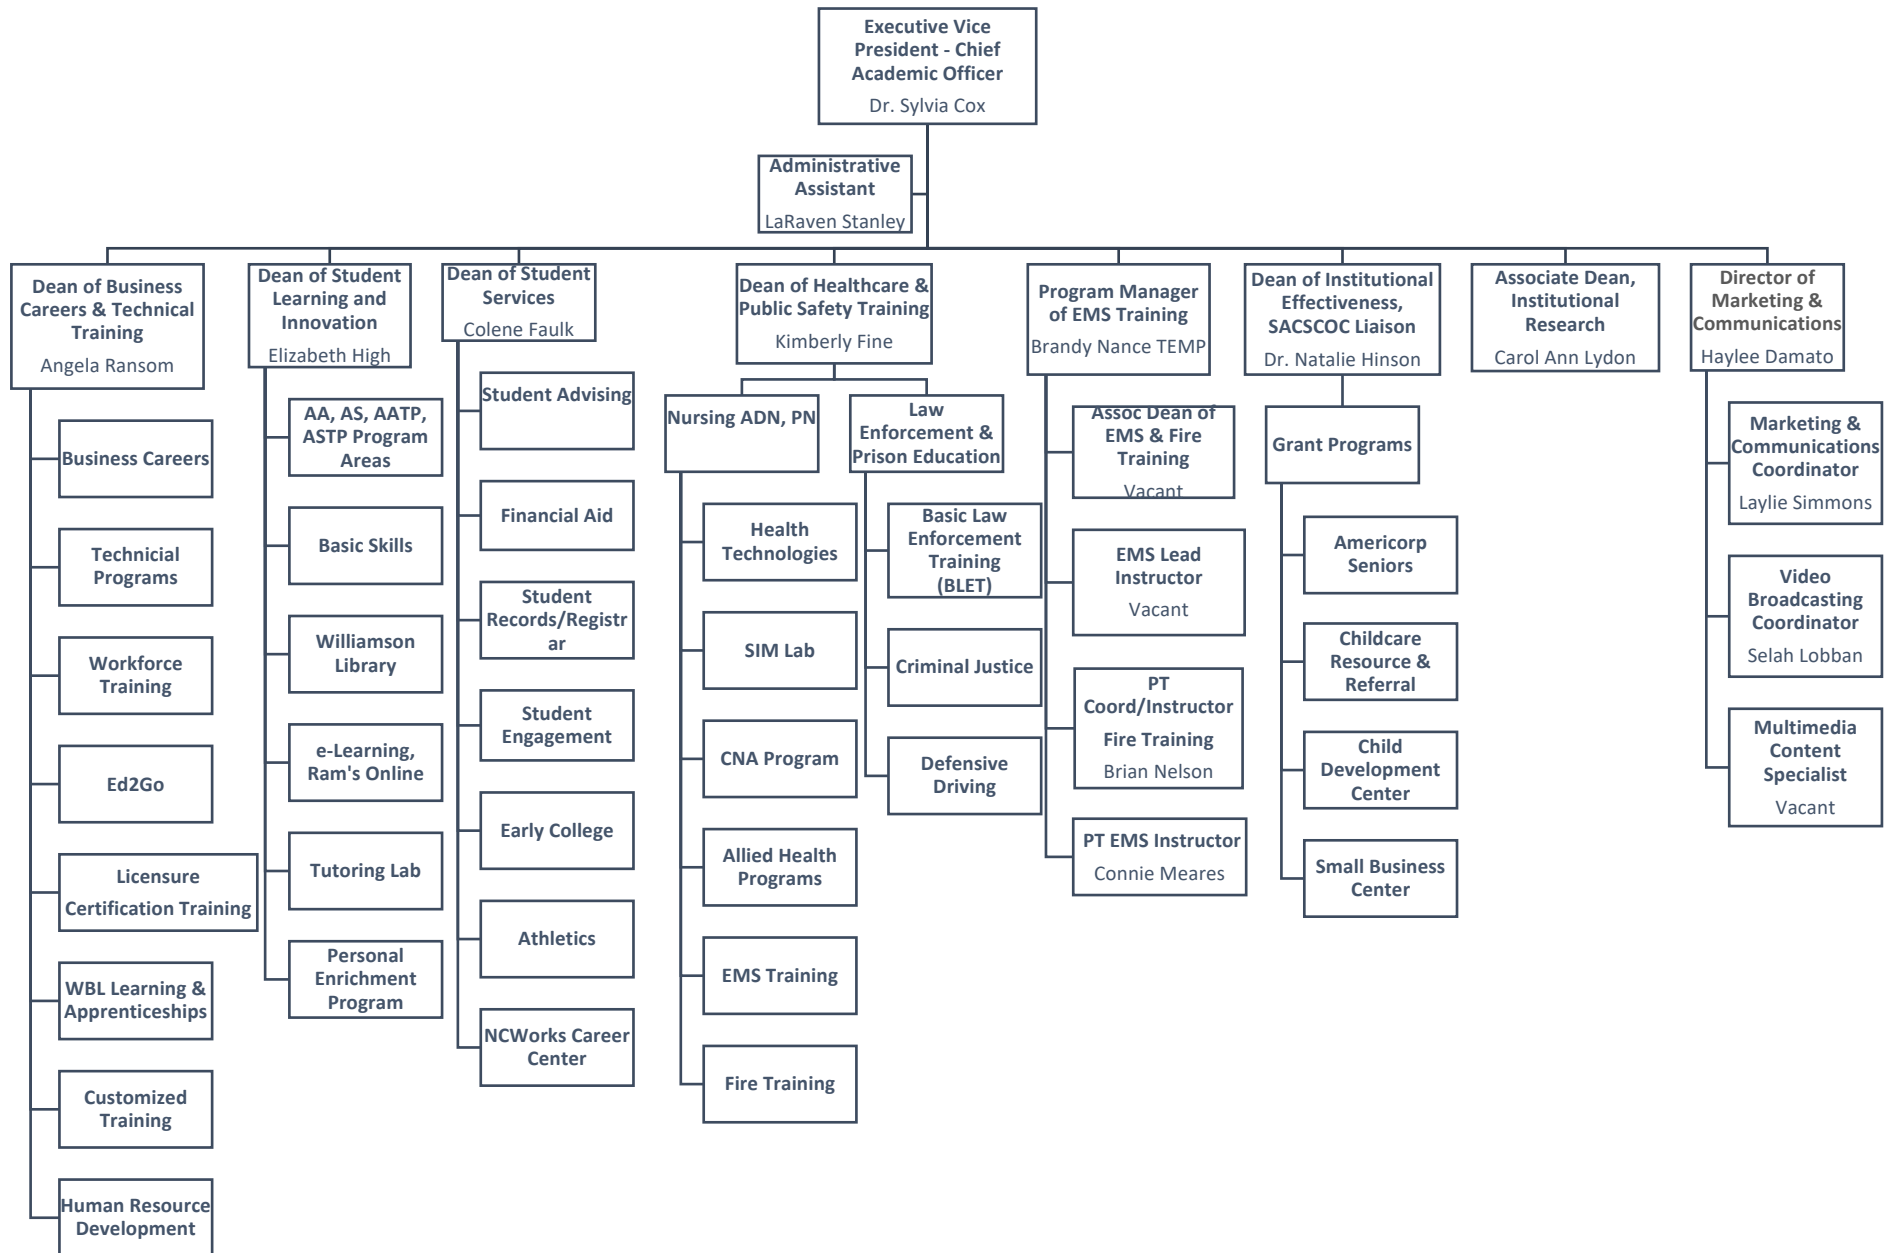 Executive Vice
President - Chief
Academic Officer
Dr. Sylvia Cox
Administrative
Assistant
LaRaven Stanley
Dean of Business
Careers & Technical
Training
Angela Ransom
Business Careers
Technicial
Programs
Workforce
Training
Ed2Go
Licensure
Certification Training
WBL Learning &
Apprenticeships
Customized
Training
Human Resource
Development
Dean of Student
Learning and
Innovation
Elizabeth High
AA, AS, AATP,
ASTP Program
Areas
Basic Skills
Williamson
Library
e-Learning,
Ram's Online
Tutoring Lab
Personal
Enrichment
Program
Dean of Student
Services
Colene Faulk
Student Advising
Financial Aid
Student
Records/Registr
ar
Student
Engagement
Early College
Athletics
NCWorks Career
Center
Dean of Healthcare &
Public Safety Training
Kimberly Fine
Nursing ADN, PN
Health
Technologies
SIM Lab
CNA Program
Allied Health
Programs
EMS Training
Fire Training
Law
Enforcement &
Prison Education
Basic Law
Enforcement
Training
(BLET)
Criminal Justice
Defensive
Driving
Program Manager
of EMS Training
Brandy Nance TEMP
Assoc Dean of
EMS & Fire
Training
Vacant
EMS Lead
Instructor
Vacant
PT
Coord/Instructor
Fire Training
Brian Nelson
PT EMS Instructor
Connie Meares
Dean of Institutional
Effectiveness,
SACSCOC Liaison
Dr. Natalie Hinson
Grant Programs
Americorp
Seniors
Childcare
Resource &
Referral
Child
Development
Center
Small Business
Center
Associate Dean,
Institutional
Research
Carol Ann Lydon
Director of
Marketing &
Communications
Haylee Damato
Marketing &
Communications
Coordinator
Laylie Simmons
Video
Broadcasting
Coordinator
Selah Lobban
Multimedia
Content
Specialist
Vacant